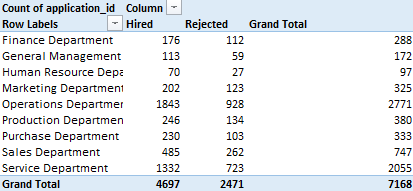 Count of application_id Column
Row Labels Hired Rejected Grand Total
Finance Department 176 112 288
General Management 113 59 172
Human Resource Depa 70 27 97
Marketing Department 202 123 325
Operations Departmer 1843 928 2771
Production Departmen 246 134 380
Purchase Department 230 103 333
Sales Department 485 262 747
Service Department 1332 723 2055
Grand Total 4697 2471 7168